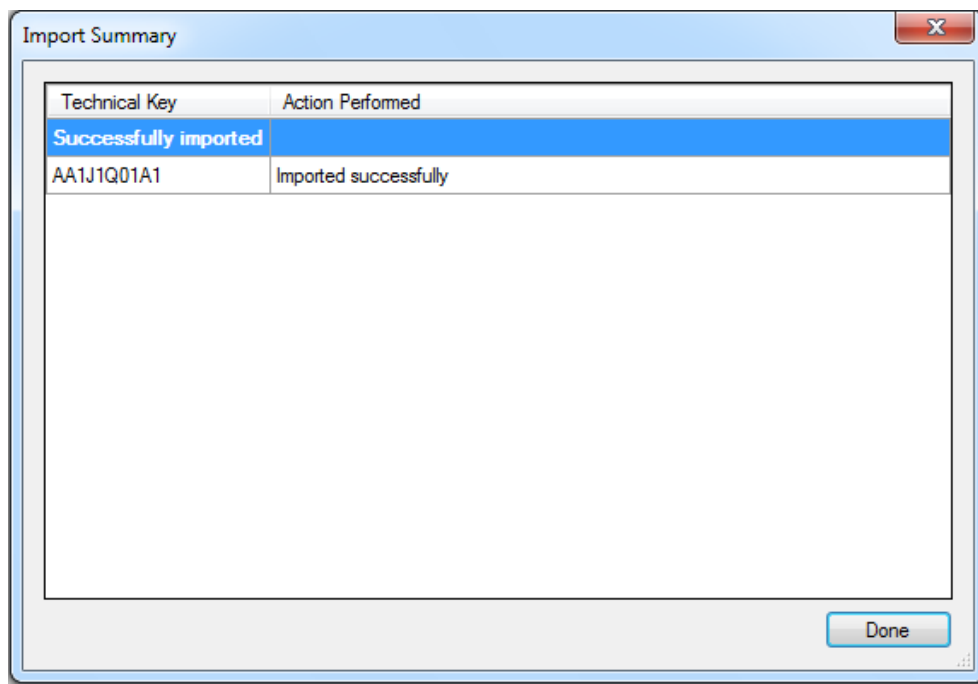 Import Summary
Technical Key Action Performed
Successfully imported
AA1J1Q01A1 Imported successfully
Done